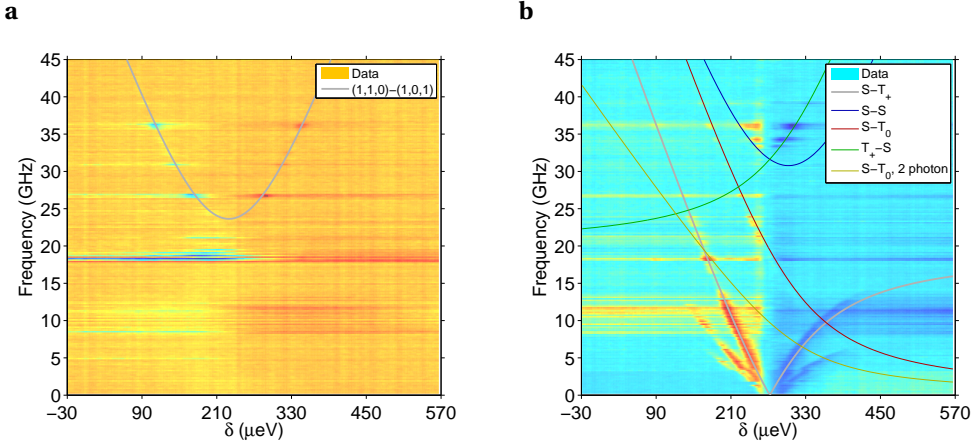 a
45
40
35
30
25
20
15
10
5
0
Frequency (GHz)
−30 90 210 330 450 570
δ (μeV)
Data
(1,1,0)−(1,0,1)
b
45
40
35
30
25
20
15
10
5
0
Frequency (GHz)
−30 90 210 330 450 570
δ (μeV)
Data
S−T₊
S−S
S−T₀
T₊−S
S−T₀, 2 photon